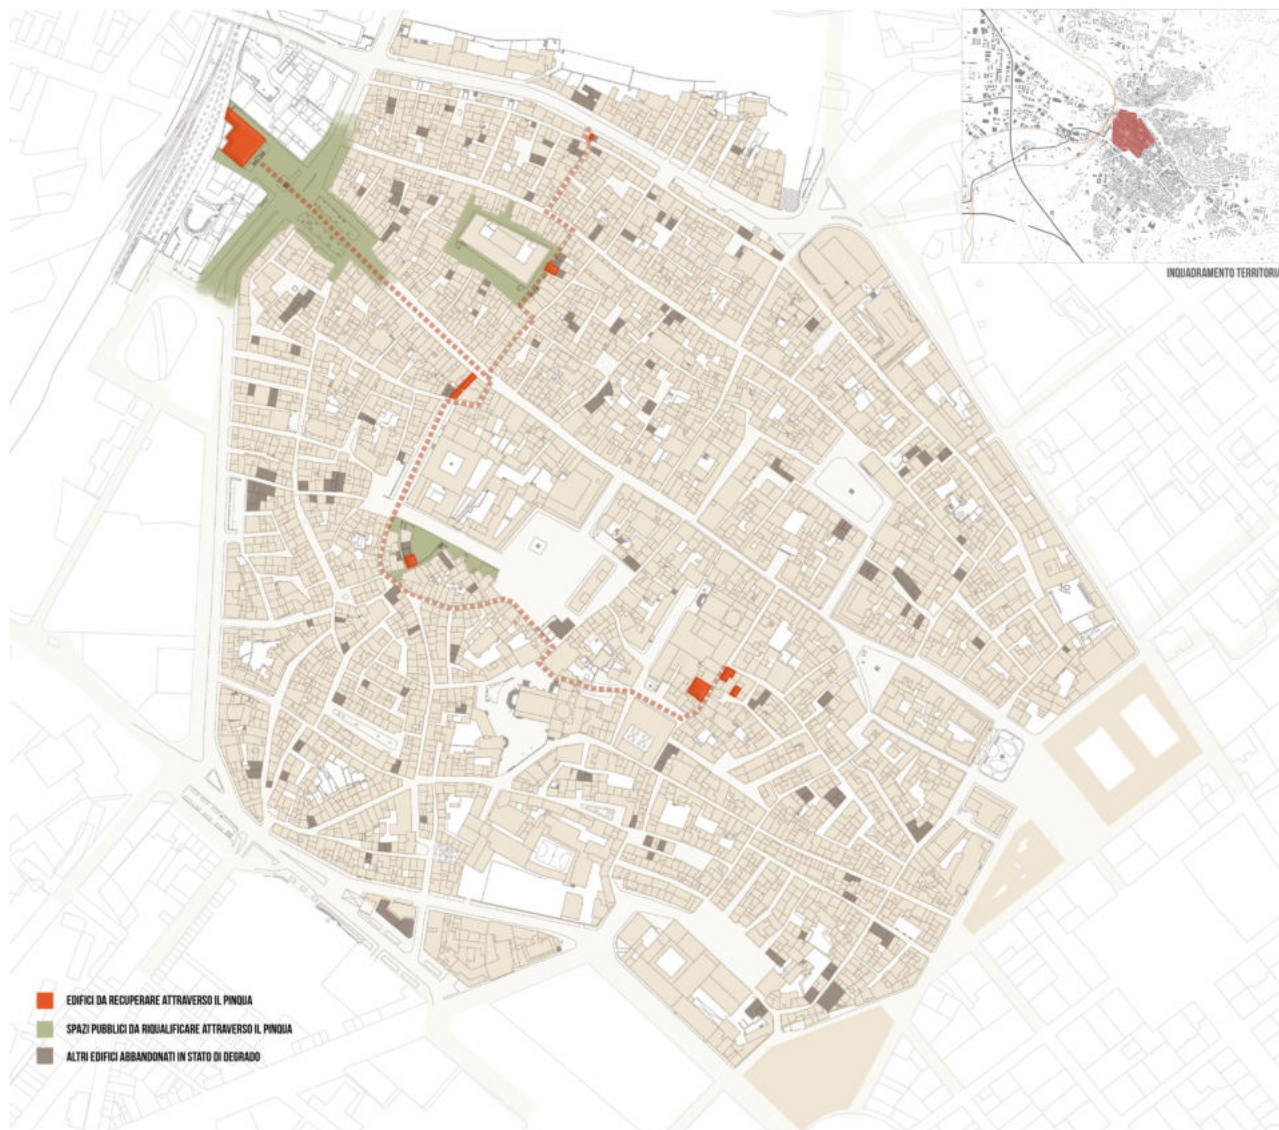 INQUADRAMENTO TERRITORIA
EDIFICI DA RECUPERARE ATTRAVERSO IL PINQUA
SPAZI PUBBLICI DA RIQUALIFICARE ATTRAVERSO IL PINQUA
ALTRI EDIFICI ABBANDONATI IN STATO DI DEGRADO